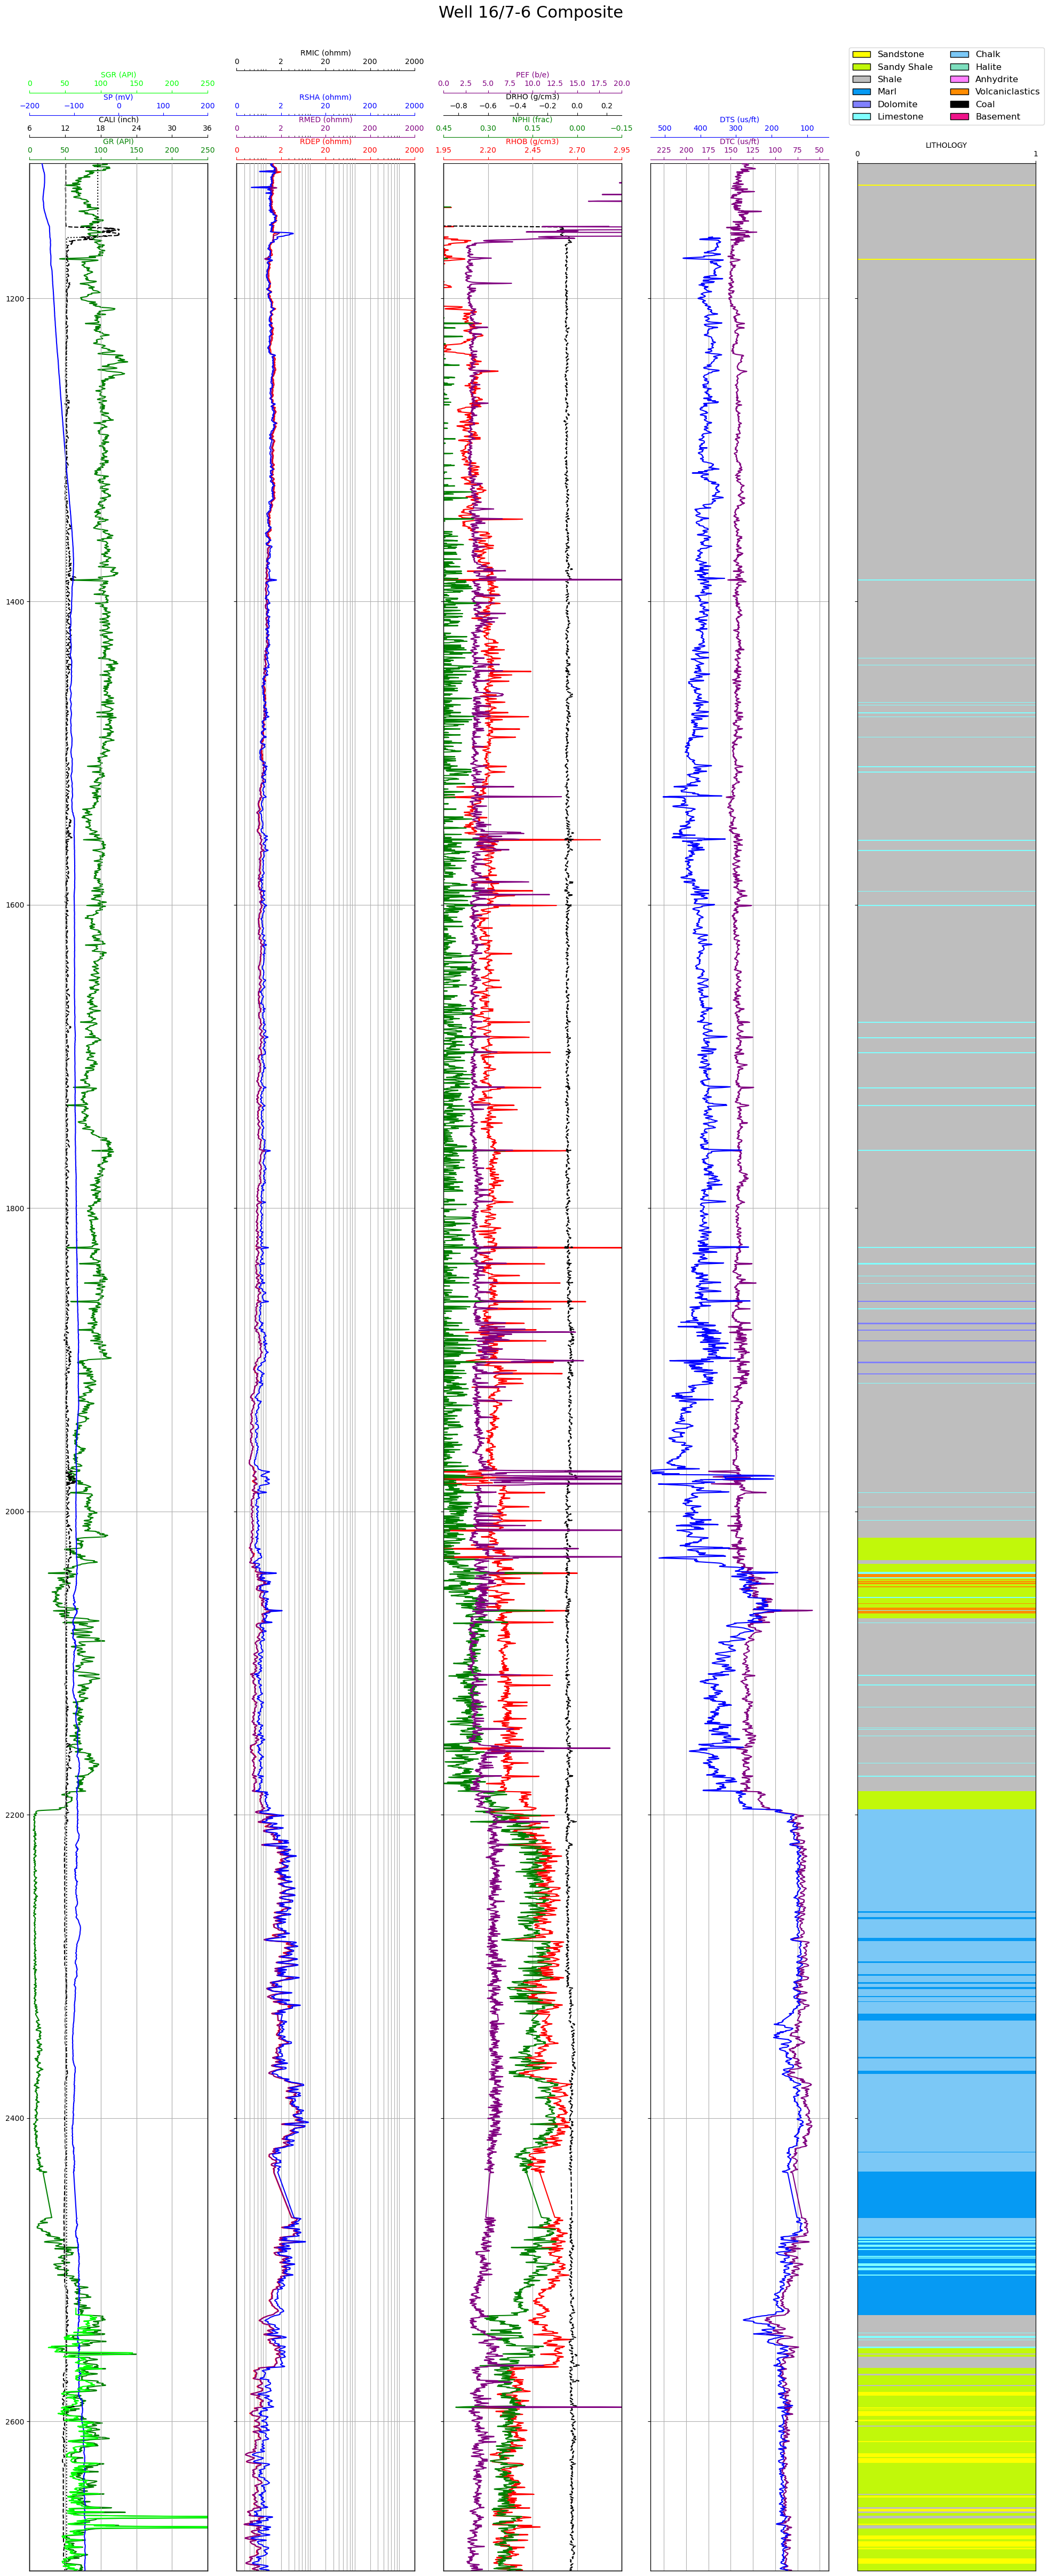 Well 16/7-6 Composite
Sandstone Chalk
Sandy Shale Halite
Shale Anhydrite
Marl Volcaniclastics
Dolomite Coal
Limestone Basement
RMIC (ohmm)
0 2 20 200 2000
SGR (API) PEF (b/e)
0 50 100 150 200 250 0.0 2.5 5.0 7.5 10.0 12.5 15.0 17.5 20.0
SP (mV) RSHA (ohmm) DRHO (g/cm3)
−200 −100 0 100 200 0 2 20 200 2000 −0.8 −0.6 −0.4 −0.2 0.0 0.2
CALI (inch) RMED (ohmm) NPHI (frac) DTS (us/ft)
6 12 18 24 30 36 0 2 20 200 2000 0.45 0.30 0.15 0.00 −0.15 500 400 300 200 100
GR (API) RDEP (ohmm) RHOB (g/cm3) DTC (us/ft) LITHOLOGY
0 50 100 150 200 250 0 2 20 200 2000 1.95 2.20 2.45 2.70 2.95 225 200 175 150 125 100 75 50 0 1
1200
1400
1600
1800
2000
2200
2400
2600